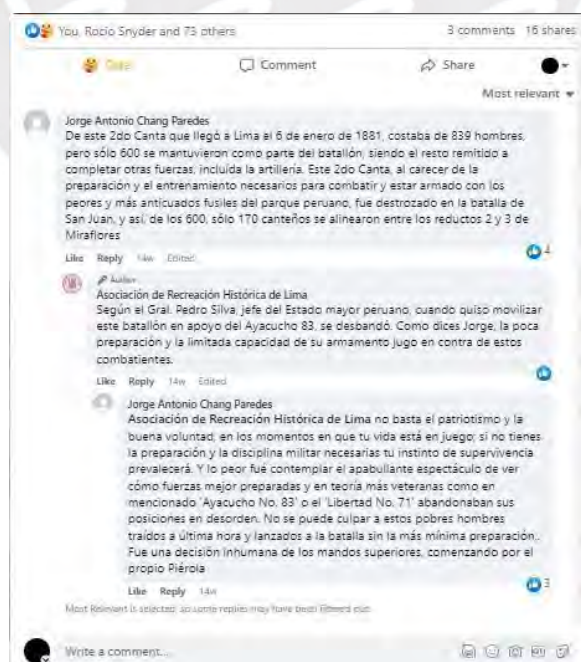 You, Rocio Snyder and 73 others
3 comments 16 shares
Care
Comment
Share
Most relevant
Jorge Antonio Chang Paredes
De este 2do Canta que llegó a Lima el 6 de enero de 1881, costaba de 839 hombres,
pero sólo 600 se mantuvieron como parte del batallón, siendo el resto remitido a
completar otras fuerzas, incluída la artillería. Este 2do Canta, al carecer de la
preparación y el entrenamiento necesarios para combatir y estar armado con los
peores y más anticuados fusiles del parque peruano, fue destrozado en la batalla de
San Juan, y así, de los 600, sólo 170 canteños se alinearon entre los reductos 2 y 3 de
Miraflores
4
Like Reply 14w Edited
Author
Asociación de Recreación Histórica de Lima
Según el Gral. Pedro Silva, jefe del Estado mayor peruano, cuando quiso movilizar
este batallón en apoyo del Ayacucho 83, se desbandó. Como dices Jorge, la poca
preparación y la limitada capacidad de su armamento jugo en contra de estos
combatientes.
Like Reply 14w Edited
Jorge Antonio Chang Paredes
Asociación de Recreación Histórica de Lima no basta el patriotismo y la
buena voluntad, en los momentos en que tu vida está en juego; si no tienes
la preparación y la disciplina militar necesarias tu instinto de supervivencia
prevalecerá. Y lo peor fué contemplar el apabullante espectáculo de ver
cómo fuerzas mejor preparadas y en teoría más veteranas como en
mencionado 'Ayacucho No. 83' o el 'Libertad No. 71' abandonaban sus
posiciones en desorden. No se puede culpar a estos pobres hombres
traídos a última hora y lanzados a la batalla sin la más mínima preparación..
Fue una decisión inhumana de los mandos superiores, comenzando por el
propio Piérola
3
Like Reply 14w
Most Relevant is selected, so some replies may have been filtered out.
Write a comment...
GIF